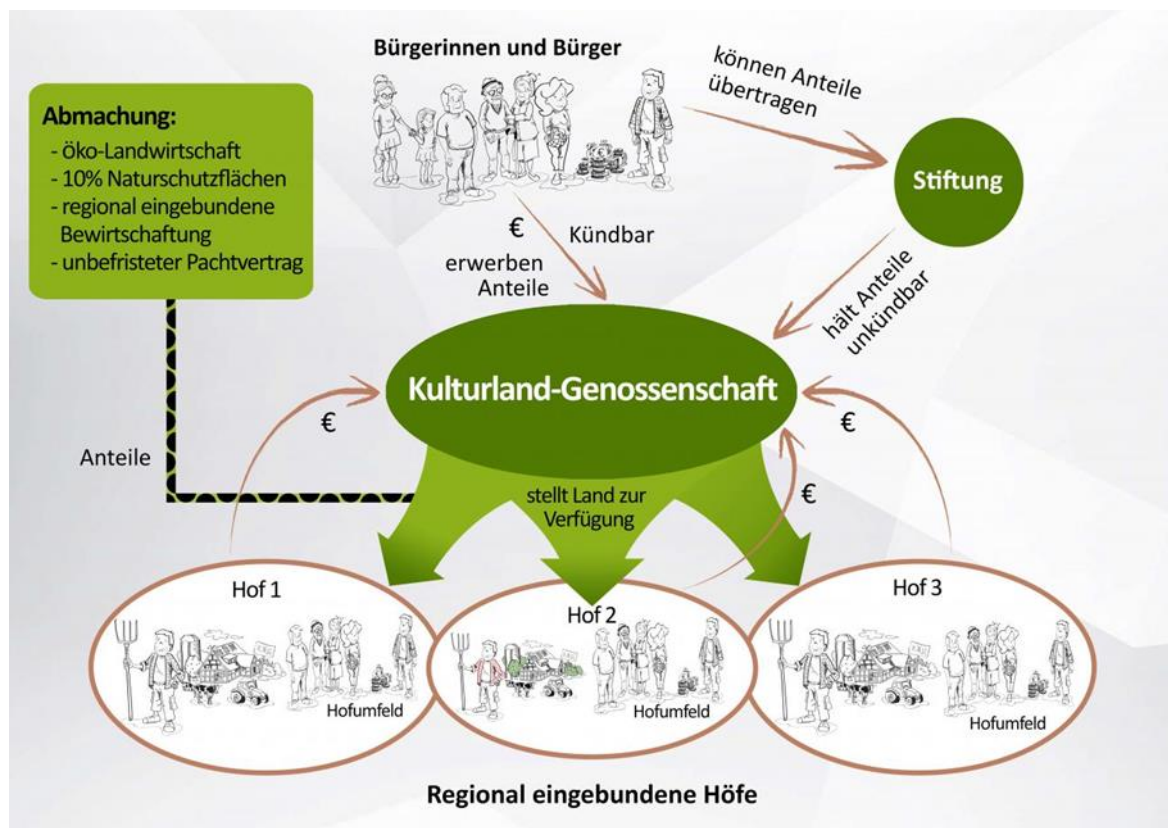 Bürgerinnen und Bürger
können Anteile
übertragen
Abmachung:
- öko-Landwirtschaft
- 10% Naturschutzflächen
- regional eingebundene
Bewirtschaftung
- unbefristeter Pachtvertrag
Stiftung
€
Kündbar
erwerben
Anteile
hält Anteile
unkündbar
Kulturland-Genossenschaft
€
€
Anteile
€
stellt Land zur
Verfügung
Hof 1
Hof 2
Hof 3
Hofumfeld
Hofumfeld
Hofumfeld
Regional eingebundene Höfe